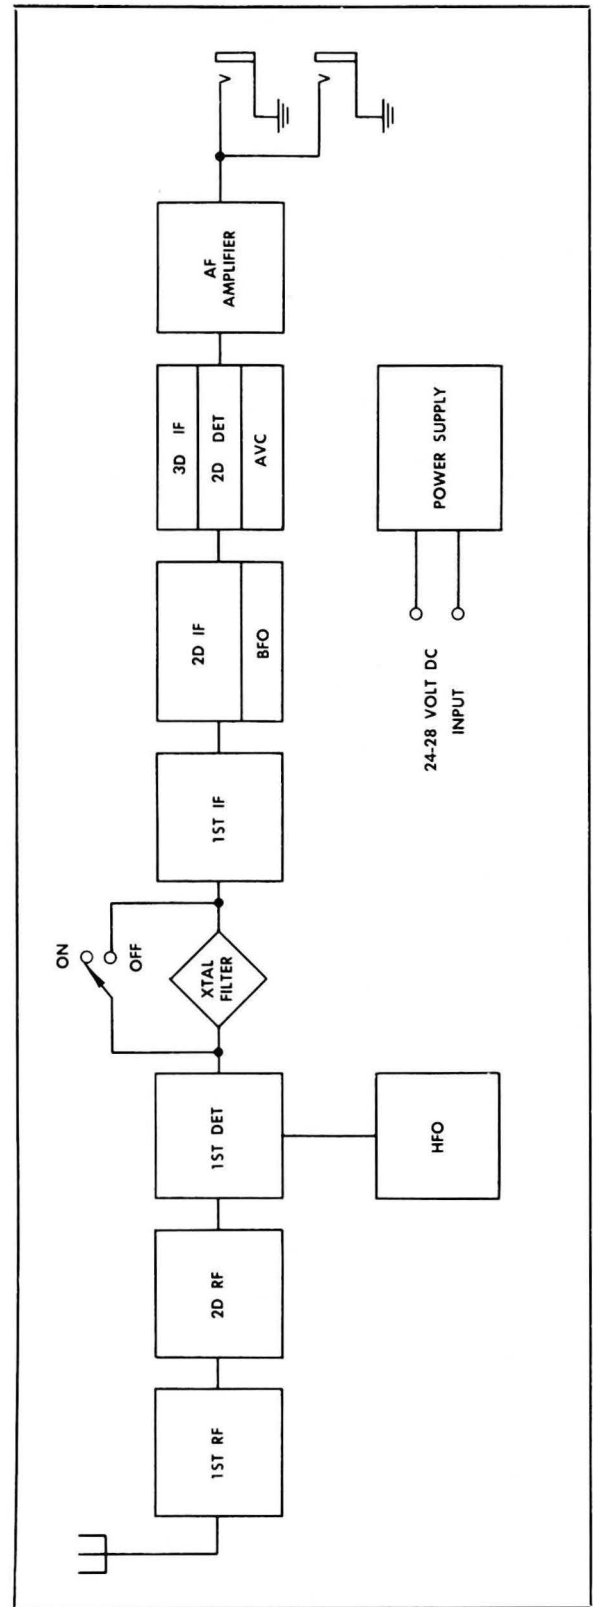 1ST RF
2D RF
1ST DET
HFO
XTAL
FILTER
ON
OFF
1ST IF
2D IF
BFO
3D IF
2D DET
AVC
AF
AMPLIFIER
24-28 VOLT DC
INPUT
POWER SUPPLY